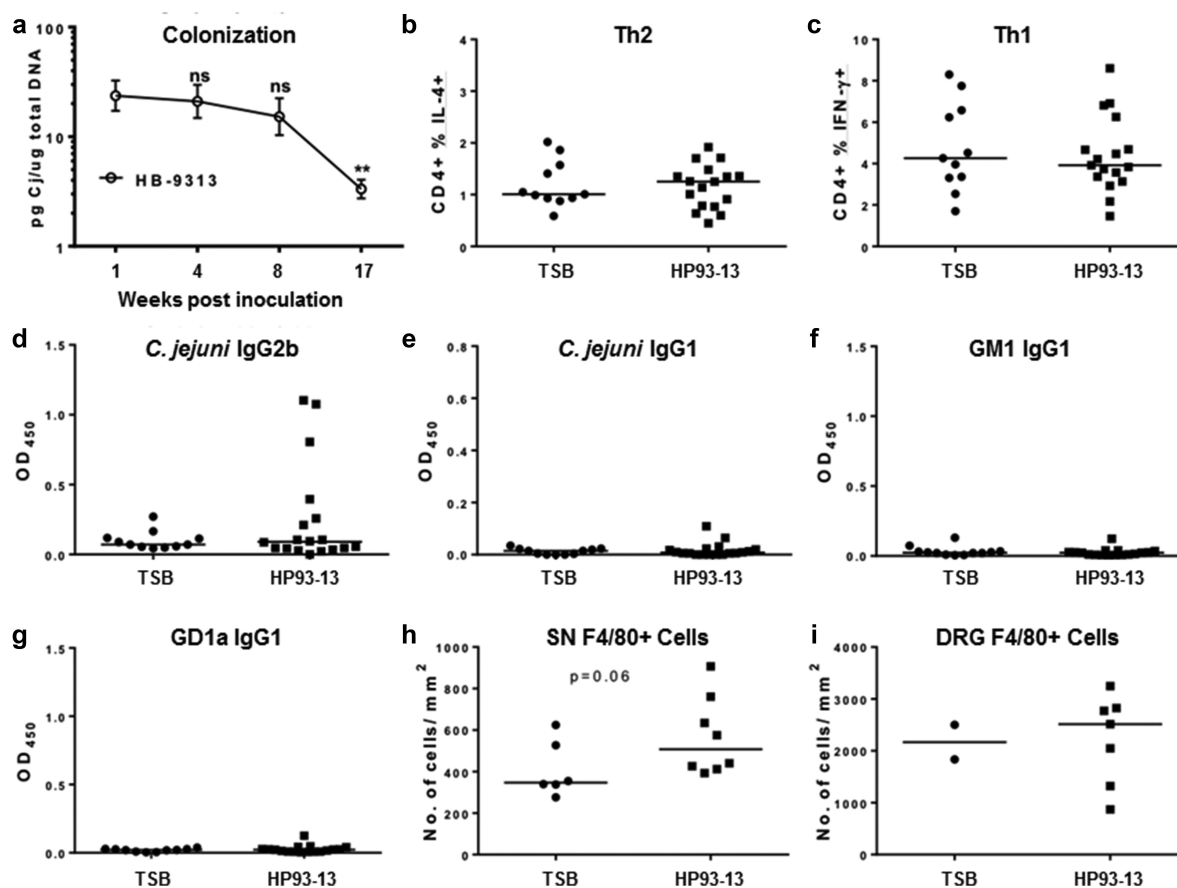 a
Colonization
100
10
1
pg Cj/ug total DNA
ns
ns
**
HB-9313
1 4 8 17
Weeks post inoculation
b
Th2
4
3
2
1
0
CD4+ % IL-4+
TSB HP93-13
c
Th1
10
8
6
4
2
0
CD4+ % IFN-γ+
TSB HP93-13
d
C. jejuni IgG2b
1.5
1.0
0.5
0.0
OD450
TSB HP93-13
e
C. jejuni IgG1
0.8
0.6
0.4
0.2
0.0
OD450
TSB HP93-13
f
GM1 IgG1
1.5
1.0
0.5
0.0
OD450
TSB HP93-13
g
GD1a IgG1
1.5
1.0
0.5
0.0
OD450
TSB HP93-13
h
SN F4/80+ Cells
1000
800
600
400
200
0
No. of cells/mm2
p=0.06
TSB HP93-13
i
DRG F4/80+ Cells
4000
3000
2000
1000
0
No. of cells/mm2
TSB HP93-13